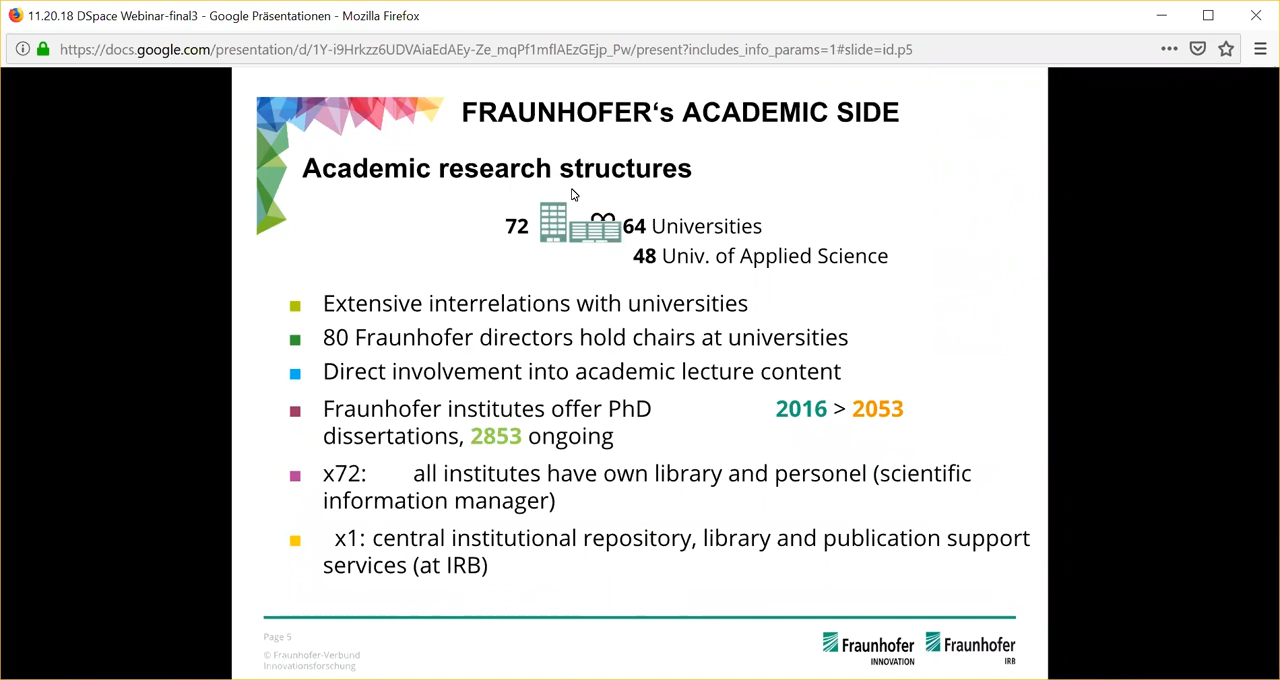 11.20.18 DSpace Webinar-final3 - Google Präsentationen - Mozilla Firefox
https://docs.google.com/presentation/d/1Y-i9Hrkzz6UDVAiaEdAEy-Ze_mqPf1mflAEzGEjp_Pw/present?includes_info_params=1#slide=id.p5
FRAUNHOFER‘s ACADEMIC SIDE
Academic research structures
72 64 Universities
48 Univ. of Applied Science
Extensive interrelations with universities
80 Fraunhofer directors hold chairs at universities
Direct involvement into academic lecture content
Fraunhofer institutes offer PhD 2016 > 2053
dissertations, 2853 ongoing
x72: all institutes have own library and personel (scientific
information manager)
x1: central institutional repository, library and publication support
services (at IRB)
Page 5
© Fraunhofer-Verbund
Innovationsforschung
Fraunhofer
INNOVATION
Fraunhofer
IRB